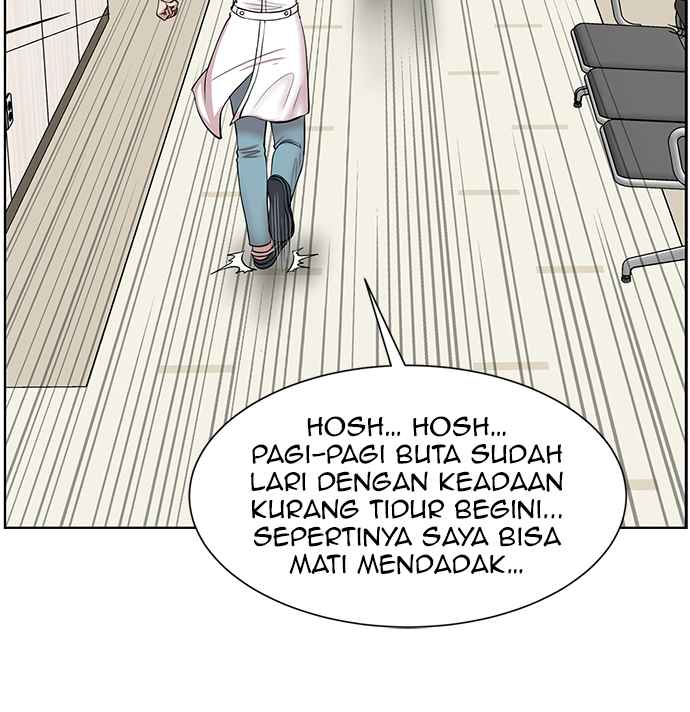 HOSH... HOSH...
PAGI-PAGI BUTA SUDAH
LARI DENGAN KEADAAN
KURANG TIDUR BEGINI...
SEPERTINYA SAYA BISA
MATI MENDADAK...